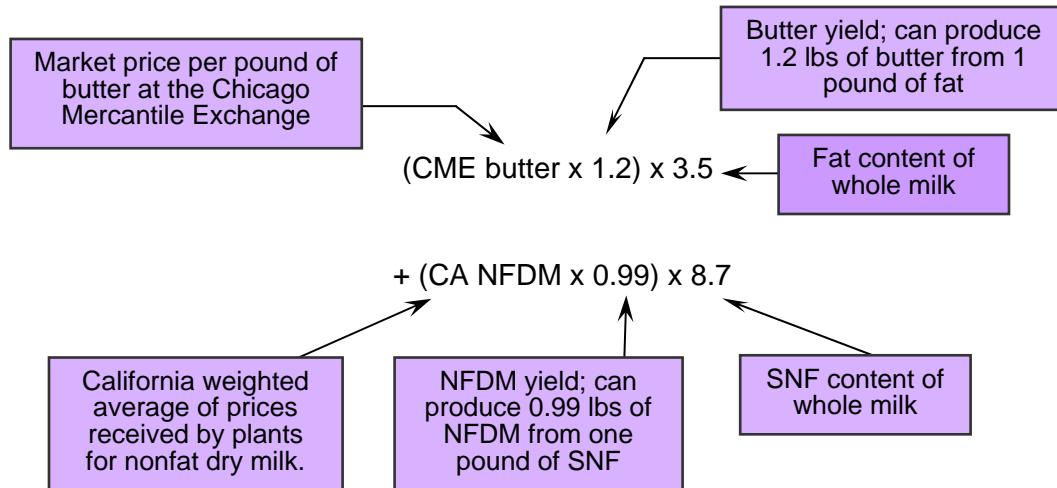 Market price per pound of
butter at the Chicago
Mercantile Exchange
Butter yield; can produce
1.2 lbs of butter from 1
pound of fat
(CME butter x 1.2) x 3.5
Fat content of
whole milk
+ (CA NFDM x 0.99) x 8.7
California weighted
average of prices
received by plants
for nonfat dry milk.
NFDM yield; can
produce 0.99 lbs of
NFDM from one
pound of SNF
SNF content of
whole milk